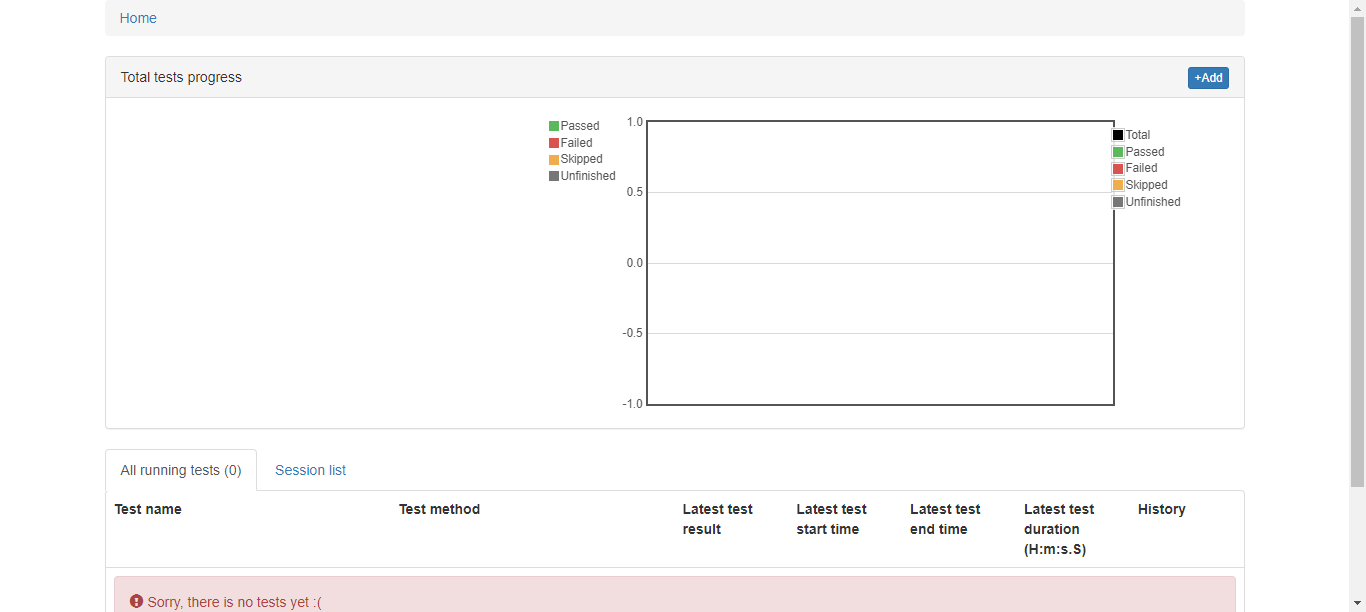 Home
Total tests progress
+Add
Passed
Failed
Skipped
Unfinished
1.0
0.5
0.0
-0.5
-1.0
Total
Passed
Failed
Skipped
Unfinished
All running tests (0)
Session list
Test name
Test method
Latest test
result
Latest test
start time
Latest test
end time
Latest test
duration
(H:m:s.S)
History
Sorry, there is no tests yet :(